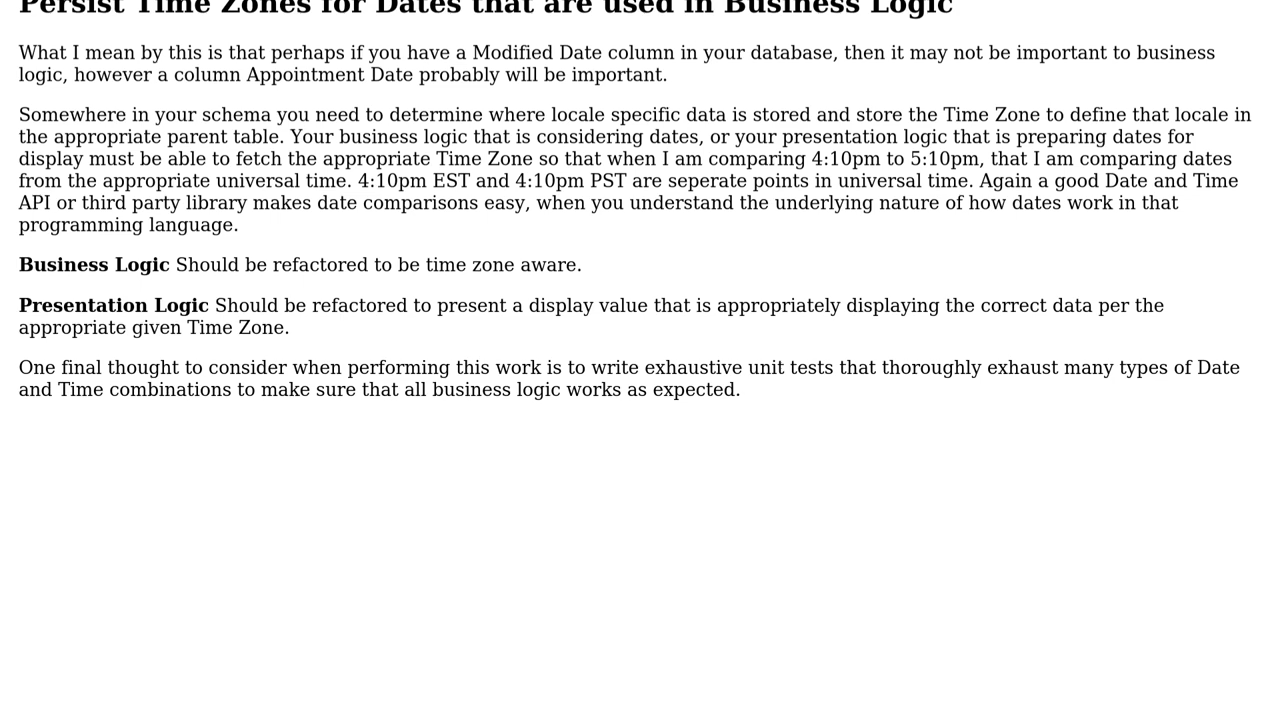 Persist Time Zones for Dates that are used in Business Logic
What I mean by this is that perhaps if you have a Modified Date column in your database, then it may not be important to business
logic, however a column Appointment Date probably will be important.
Somewhere in your schema you need to determine where locale specific data is stored and store the Time Zone to define that locale in
the appropriate parent table. Your business logic that is considering dates, or your presentation logic that is preparing dates for
display must be able to fetch the appropriate Time Zone so that when I am comparing 4:10pm to 5:10pm, that I am comparing dates
from the appropriate universal time. 4:10pm EST and 4:10pm PST are seperate points in universal time. Again a good Date and Time
API or third party library makes date comparisons easy, when you understand the underlying nature of how dates work in that
programming language.
Business Logic Should be refactored to be time zone aware.
Presentation Logic Should be refactored to present a display value that is appropriately displaying the correct data per the
appropriate given Time Zone.
One final thought to consider when performing this work is to write exhaustive unit tests that thoroughly exhaust many types of Date
and Time combinations to make sure that all business logic works as expected.